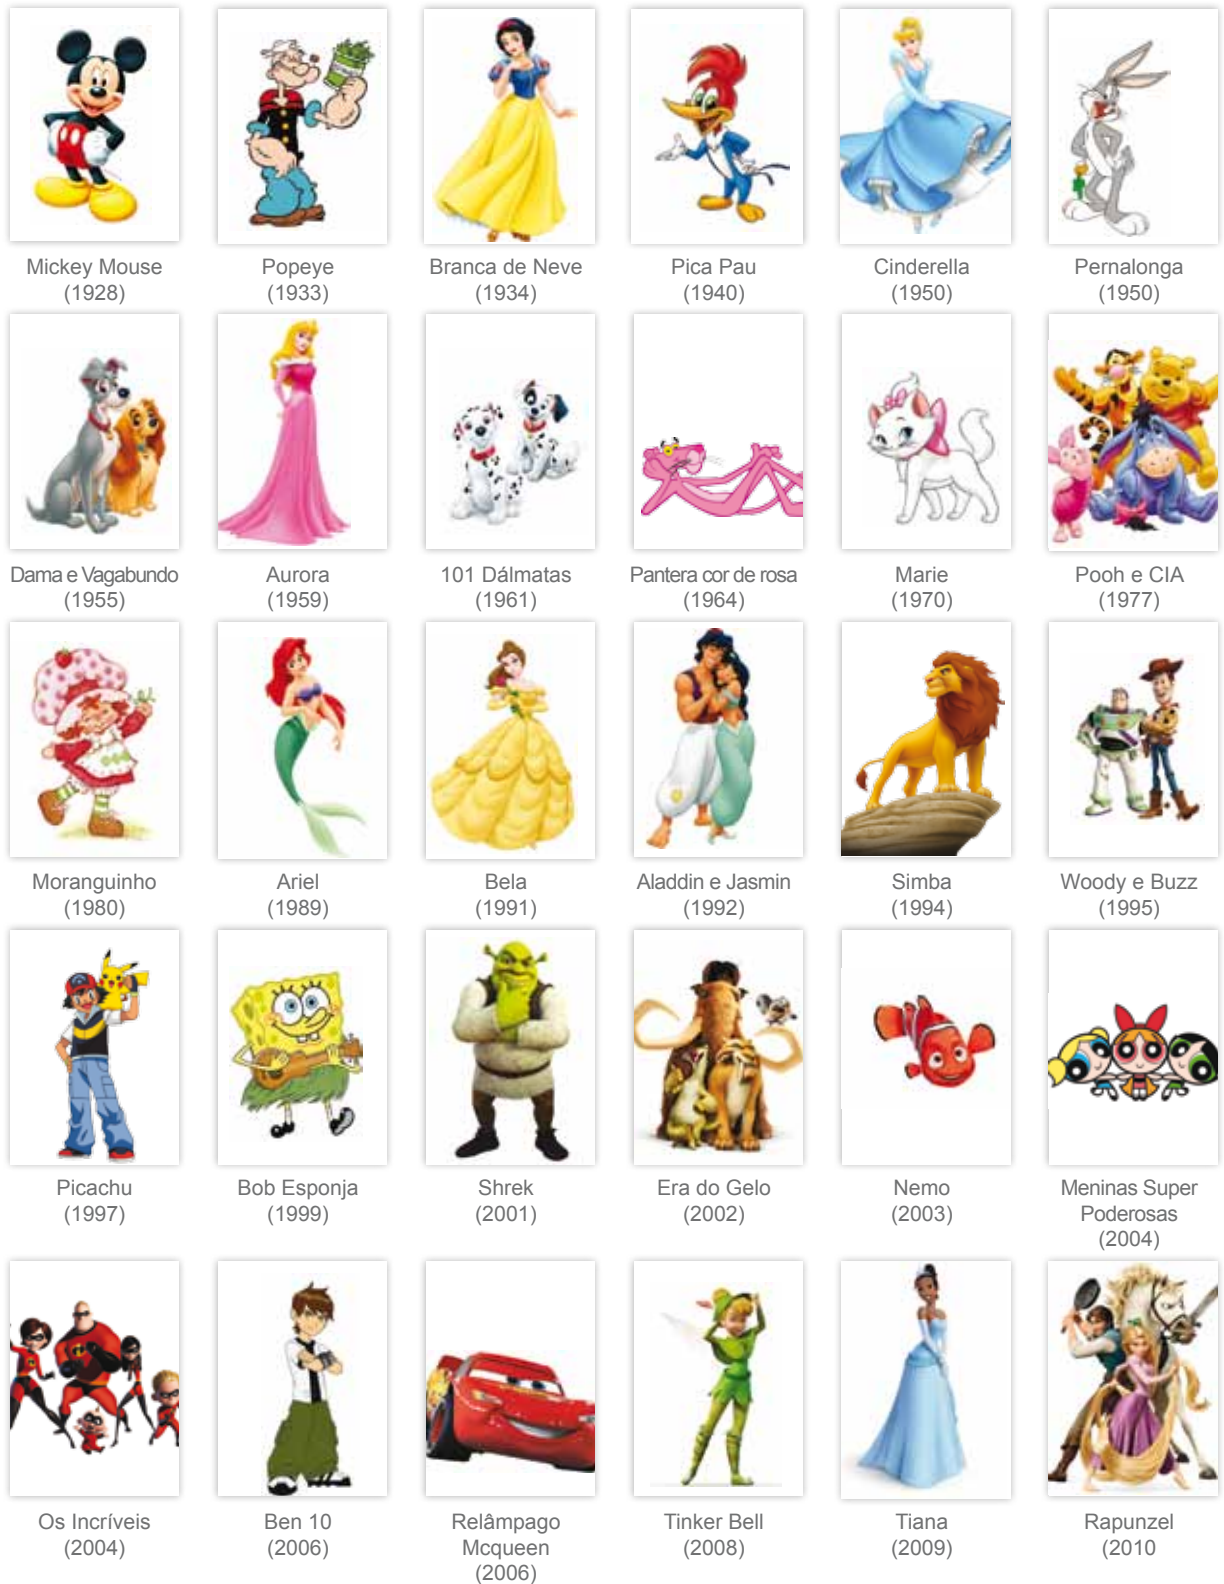 Mickey Mouse
(1928)
Popeye
(1933)
Branca de Neve
(1934)
Pica Pau
(1940)
Cinderella
(1950)
Pernalonga
(1950)
Dama e Vagabundo
(1955)
Aurora
(1959)
101 Dálmatas
(1961)
Pantera cor de rosa
(1964)
Marie
(1970)
Pooh e CIA
(1977)
Moranguinho
(1980)
Ariel
(1989)
Bela
(1991)
Aladdin e Jasmin
(1992)
Simba
(1994)
Woody e Buzz
(1995)
Picachu
(1997)
Bob Esponja
(1999)
Shrek
(2001)
Era do Gelo
(2002)
Nemo
(2003)
Meninas Super
Poderosas
(2004)
Os Incríveis
(2004)
Ben 10
(2006)
Relâmpago
Mcqueen
(2006)
Tinker Bell
(2008)
Tiana
(2009)
Rapunzel
(2010